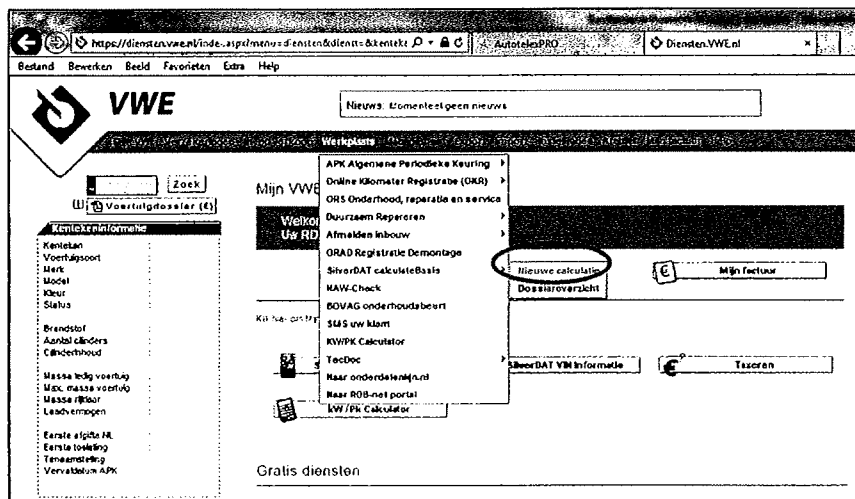 https://diensten.vwe.nl/inde...aspx?menu=diensten&dienst=&kenteke
AutotelexPRO
Diensten.VWE.nl
Bestand Bewerken Beeld Favorieten Extra Help
VWE
Nieuws: Momenteel geen nieuws
Werkplaats
Zoek
Voertuigdossier (€)
Kentekeninformatie
Kenteken
Voertuigsoort
Merk
Model
Kleur
Status
Brandstof
Aantal cilinders
Cilinderinhoud
Massa ledig voertuig
Max. massa voertuig
Massa rijklaar
Laadvermogen
Eerste afgifte NL
Eerste toelating
Tenaamstelling
Vervaldatum APK
Mijn VWE
Welko
Uw RD
APK Algemene Periodieke Keuring
Online Kilometer Registratie (OKR)
ORS Onderhoud, reparatie en service
Duurzaam Repareren
Afmelden inbouw
ORAD Registratie Demontage
SilverDAT calculateBasis
NAW-Check
BOVAG onderhoudsbeurt
SMS uw klant
KW/PK Calculator
TecDoc
Naar onderdelenlijn.nl
Naar ROB-net portal
Nieuwe calculatie
Dossieroverzicht
Mijn factuur
SilverDAT VIN Informatie
Taxeren
kW / Pk Calculator
Gratis diensten